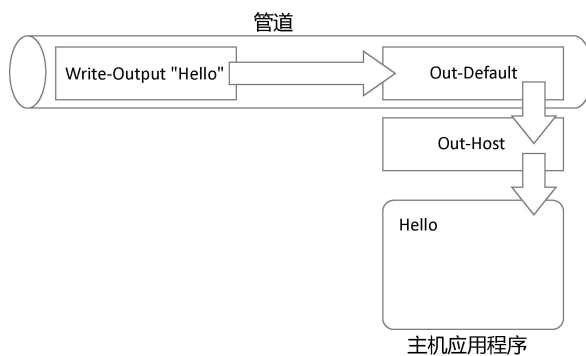 管道
Write-Output "Hello"
Out-Default
Out-Host
Hello
主机应用程序